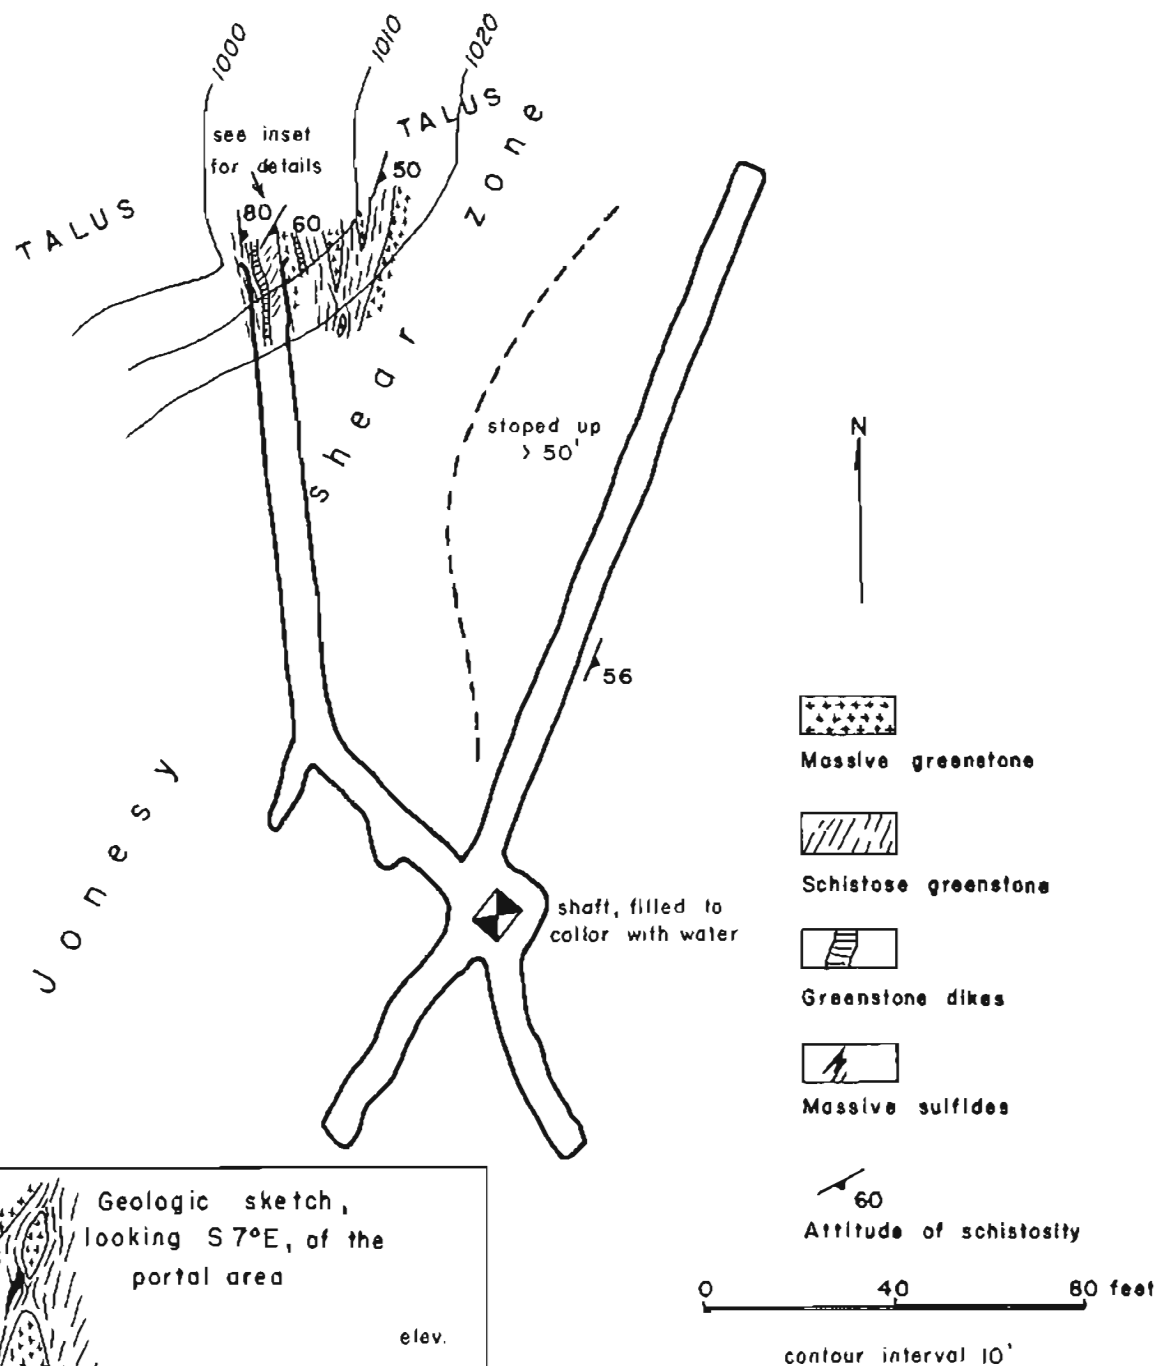 1000
1010
1020
TALUS
see inset
for details
TALUS
80
60
50
Jonesy shear zone
stoped up
> 50'
N
56
shaft, filled to
collar with water
Massive greenstone
Schistose greenstone
Greenstone dikes
Massive sulfides
60
Attitude of schistosity
0 40 80 feet
contour interval 10'
Geologic sketch,
looking S 7°E, of the
portal area
elev.